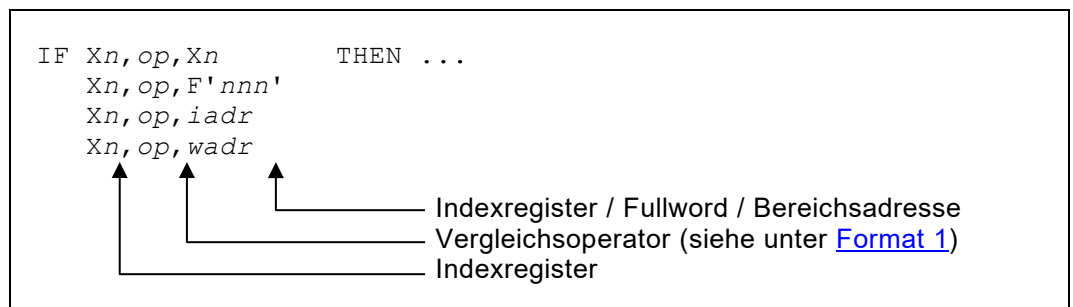 IF Xn,op,Xn THEN ...
Xn,op,F'nnn'
Xn,op,iadr
Xn,op,wadr
Indexregister / Fullword / Bereichsadresse
Vergleichsoperator (siehe unter Format 1)
Indexregister